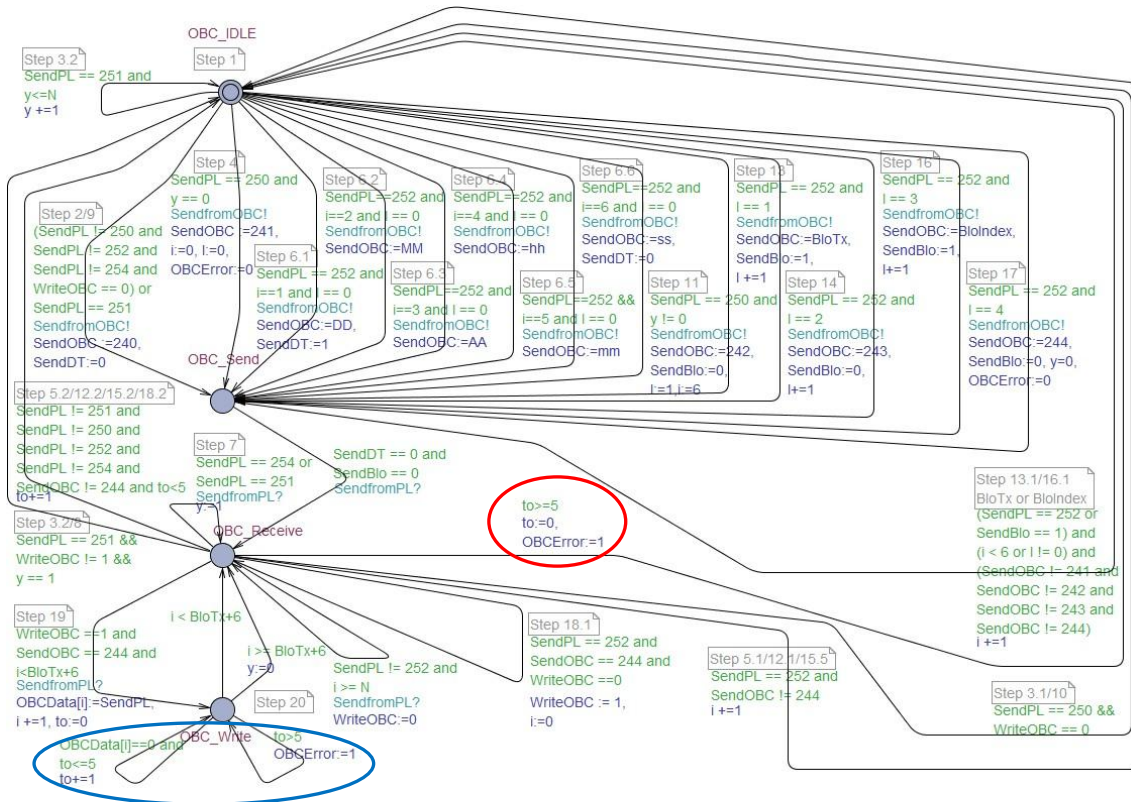 OBC_IDLE
Step 3.2
SendPL == 251 and
y<=N
y +=1
Step 1
Step 4
SendPL == 250 and
y == 0
SendfromOBC!
SendOBC :=241,
i:=0, l:=0,
OBCError:=0
Step 6.2
SendPL==252 and
i==2 and l == 0
SendfromOBC!
SendOBC:=MM
Step 6.4
SendPL==252 and
i==4 and l == 0
SendfromOBC!
SendOBC:=hh
Step 6.6
SendPL==252 and
i==6 and l == 0
SendfromOBC!
SendOBC:=ss,
SendDT:=0
Step 13
SendPL == 252 and
l == 1
SendfromOBC!
SendOBC:=BloTx,
SendBlo:=1,
l +=1
Step 16
SendPL == 252 and
l == 3
SendfromOBC!
SendOBC:=BloIndex,
SendBlo:=1,
l+=1
Step 2/9
(SendPL != 250 and
SendPL != 252 and
SendPL != 254 and
WriteOBC == 0) or
SendPL == 251
SendfromOBC!
SendOBC:=240,
SendDT:=0
Step 6.1
SendPL == 252 and
i==1 and l == 0
SendfromOBC!
SendOBC:=DD,
SendDT:=1
Step 6.3
SendPL==252 and
i==3 and l == 0
SendfromOBC!
SendOBC:=AA
Step 6.5
SendPL==252 &&
i==5 and l == 0
SendfromOBC!
SendOBC:=mm
Step 11
SendPL == 250 and
y != 0
SendfromOBC!
SendOBC:=242,
SendBlo:=0,
l:=1,i:=6
Step 14
SendPL == 252 and
l == 2
SendfromOBC!
SendOBC:=243,
SendBlo:=0,
l+=1
Step 17
SendPL == 252 and
l == 4
SendfromOBC!
SendOBC:=244,
SendBlo:=0, y=0,
OBCError:=0
OBC_Send
Step 5.2/12.2/15.2/18.2
SendPL != 251 and
SendPL != 250 and
SendPL != 252 and
SendPL != 254 and
SendOBC != 244 and to<5
to+=1
Step 7
SendPL == 254 or
SendPL == 251
SendfromPL?
y:=1
SendDT == 0 and
SendBlo == 0
SendfromPL?
to>=5
to:=0,
OBCError:=1
Step 13.1/16.1
BloTx or BloIndex
(SendPL == 252 or
SendBlo == 1) and
(i < 6 or l != 0) and
(SendOBC != 241 and
SendOBC != 242 and
SendOBC != 243 and
SendOBC != 244)
i +=1
Step 3.2/8
SendPL == 251 &&
WriteOBC != 1 &&
y == 1
OBC_Receive
Step 19
WriteOBC ==1 and
SendOBC == 244 and
i<BloTx+6
SendfromPL?
OBCData[i]:=SendPL,
i +=1, to:=0
i < BloTx+6
i >= BloTx+6
y:=0
SendPL != 252 and
i >= N
SendfromPL?
WriteOBC:=0
Step 18.1
SendPL == 252 and
SendOBC == 244 and
WriteOBC ==0
WriteOBC := 1,
i:=0
Step 5.1/12.1/15.5
SendPL == 252 and
SendOBC != 244
i +=1
Step 3.1/10
SendPL == 250 &&
WriteOBC == 0
Step 20
OBC_Write
OBCData[i]==0 and
to<=5
to+=1
to>5
OBCError:=1